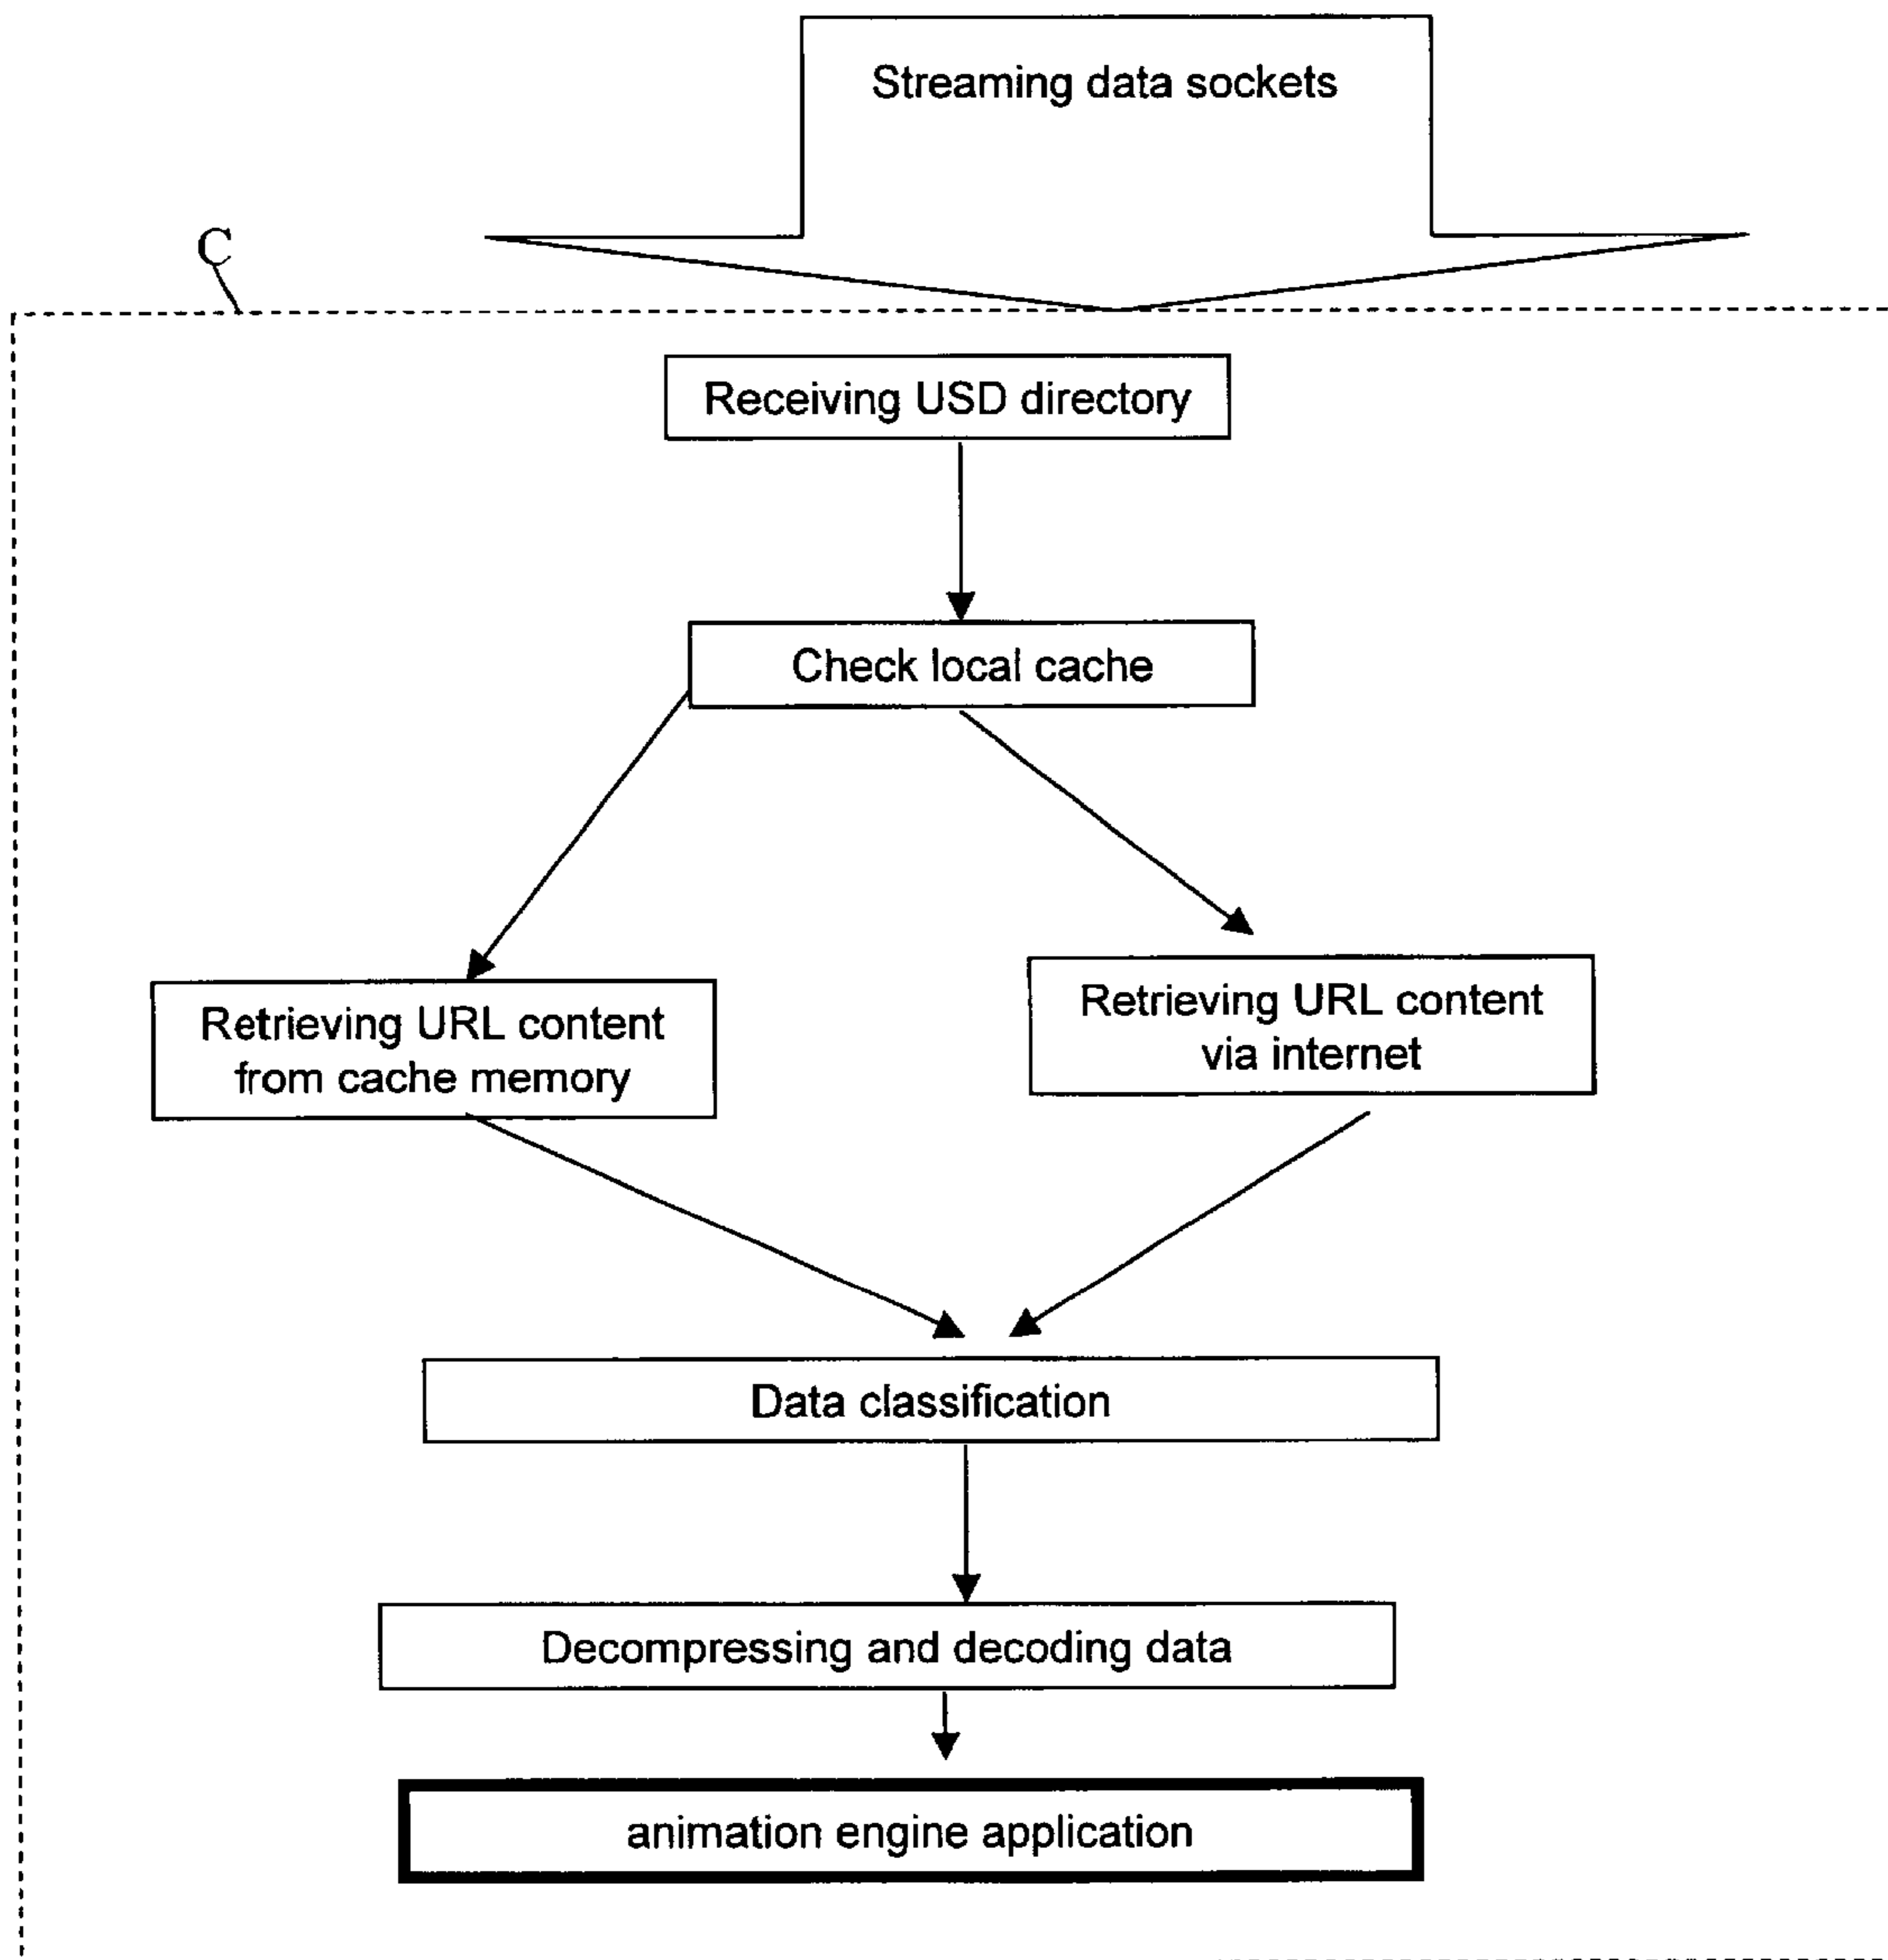 Streaming data sockets
C
Receiving USD directory
Check local cache
Retrieving URL content
from cache memory
Retrieving URL content
via internet
Data classification
Decompressing and decoding data
animation engine application